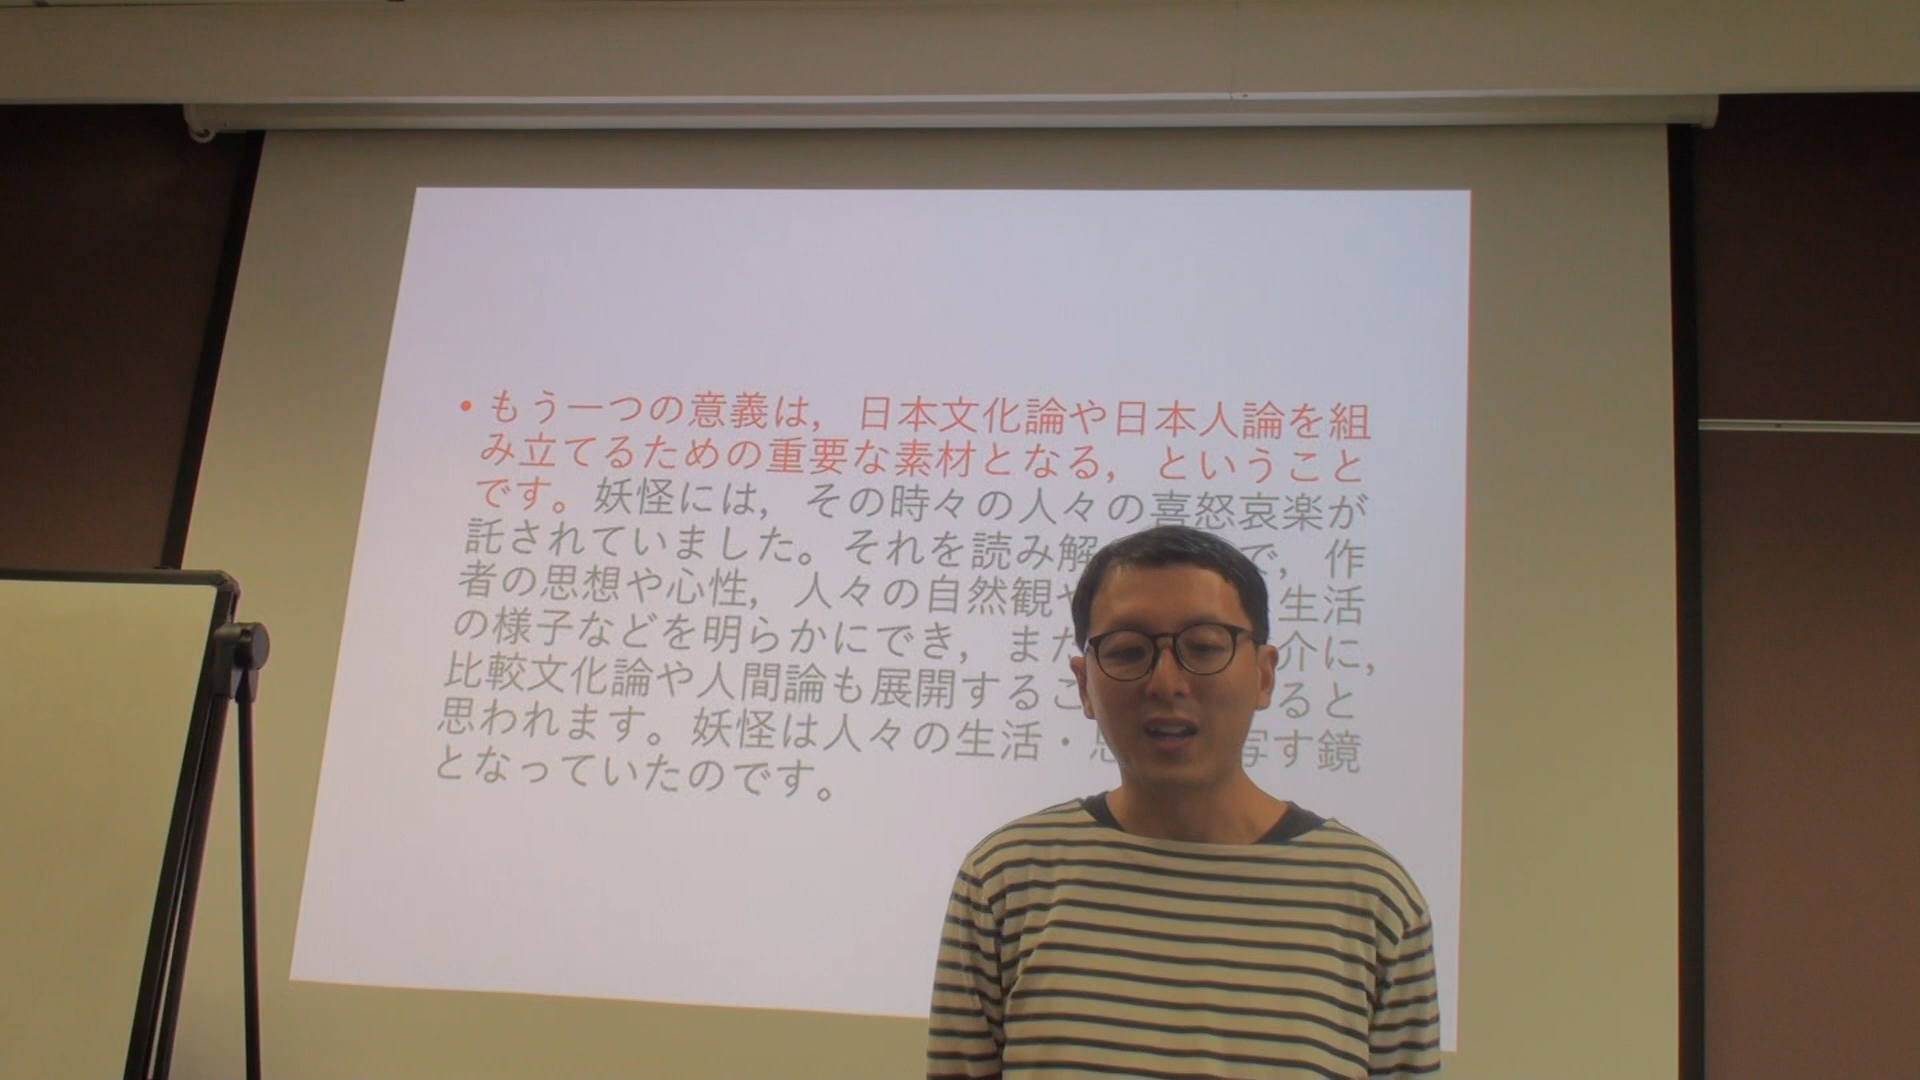 • もう一つの意義は，日本文化論や日本人論を組
み立てるための重要な素材となる，ということ
です。妖怪には，その時々の人々の喜怒哀楽が
託されていました。それを読み解 で，作
者の思想や心性，人々の自然観 生活
の様子などを明らかにでき，また 介に，
比較文化論や人間論も展開するこ ると
思われます。妖怪は人々の生活・ 写す鏡
となっていたのです。